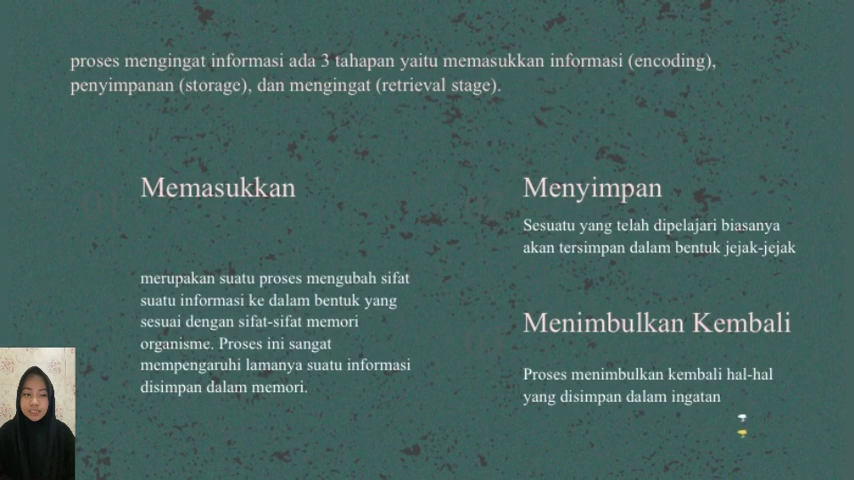 proses mengingat informasi ada 3 tahapan yaitu memasukkan informasi (encoding),
penyimpanan (storage), dan mengingat (retrieval stage).
01
Memasukkan
merupakan suatu proses mengubah sifat
suatu informasi ke dalam bentuk yang
sesuai dengan sifat-sifat memori
organisme. Proses ini sangat
mempengaruhi lamanya suatu informasi
disimpan dalam memori.
Menyimpan
Sesuatu yang telah dipelajari biasanya
akan tersimpan dalam bentuk jejak-jejak
Menimbulkan Kembali
Proses menimbulkan kembali hal-hal
yang disimpan dalam ingatan